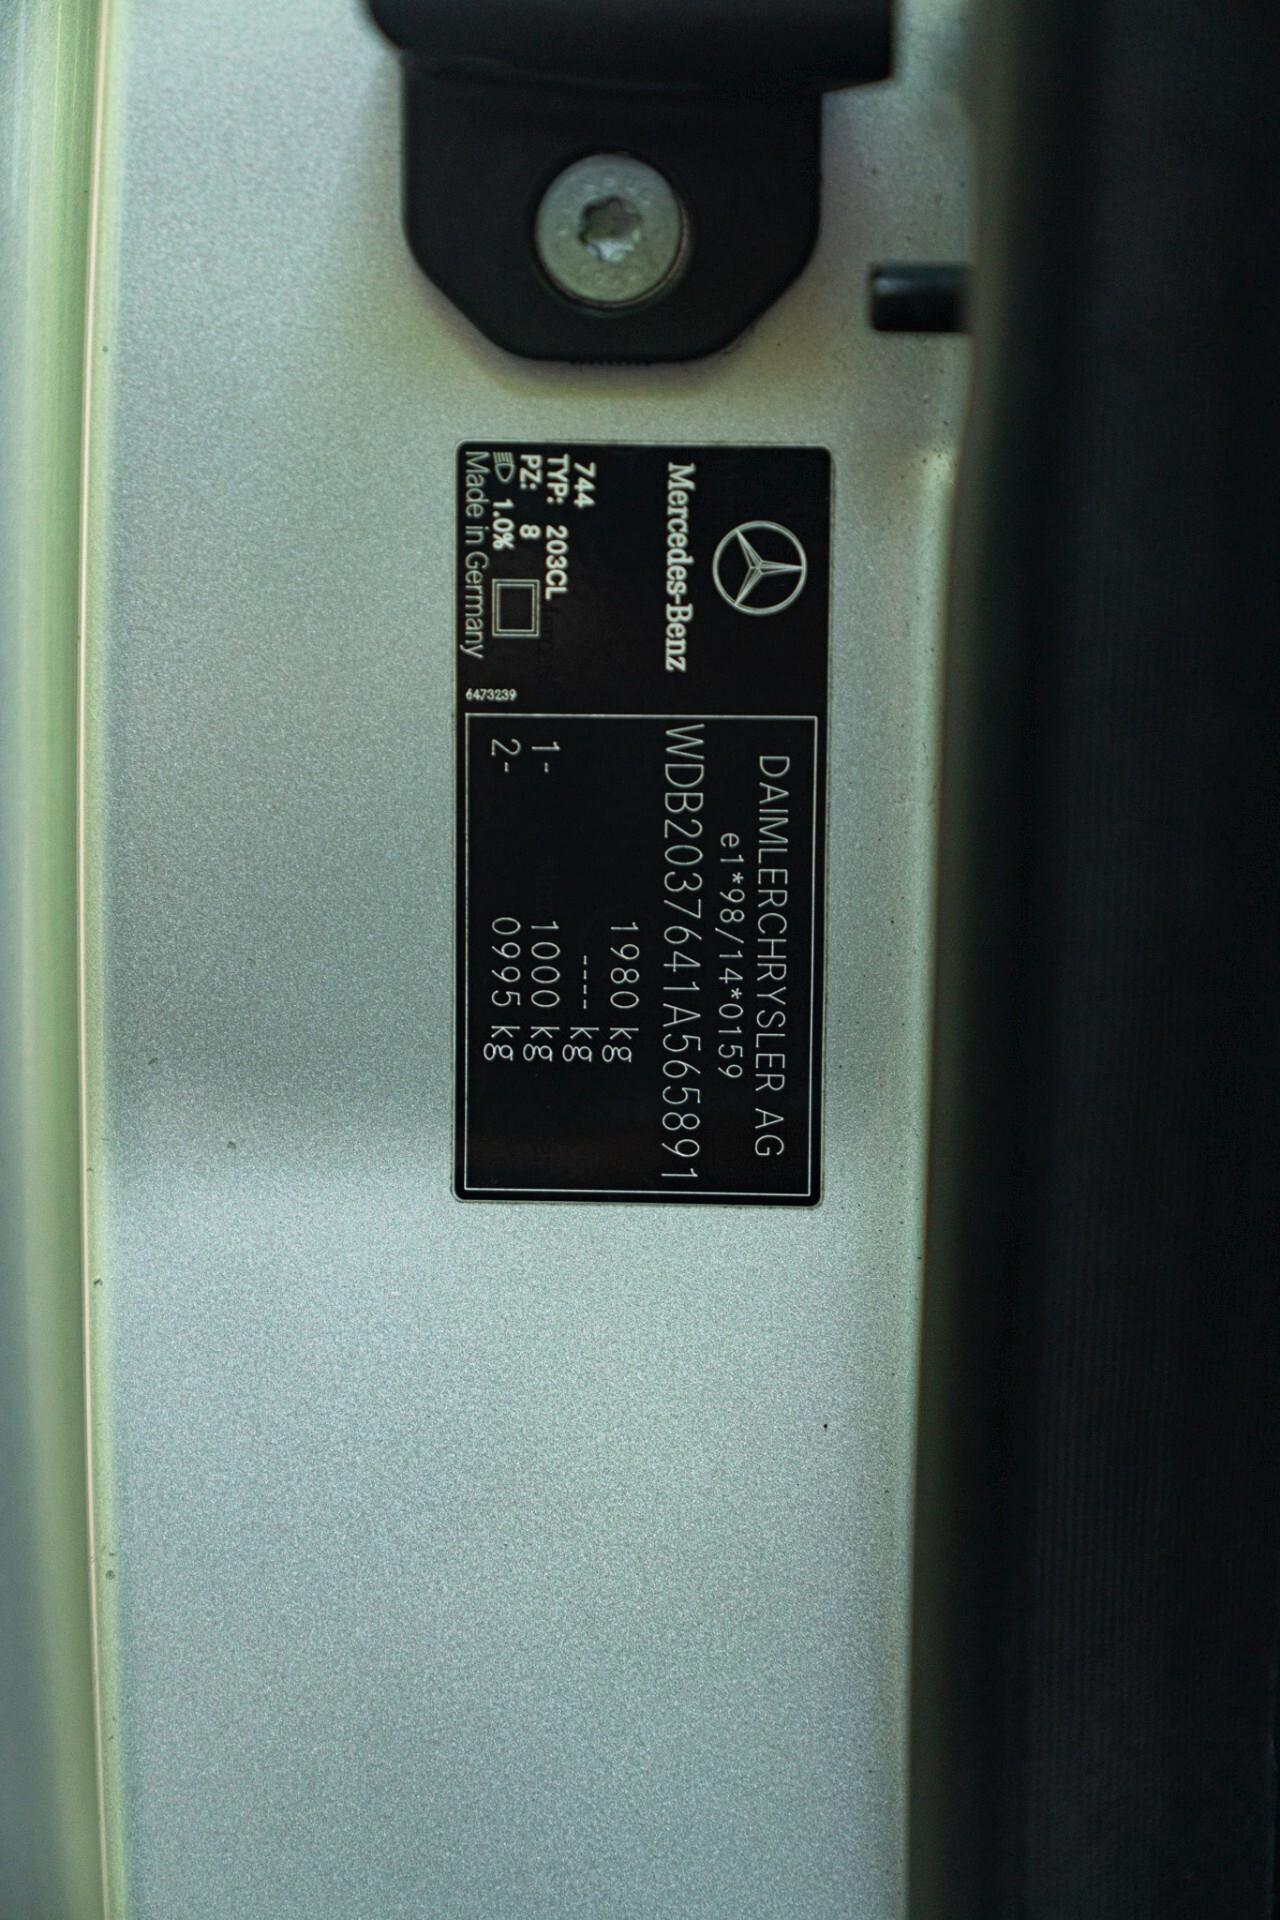 Mercedes-Benz
744
TYP: 203CL
PZ: 8
1.0%
Made in Germany
6473239
DAIMLERCHRYSLER AG
e1*98/14*0159
WDB2037641A565891
1980 kg
---- kg
1- 1000 kg
2- 0995 kg